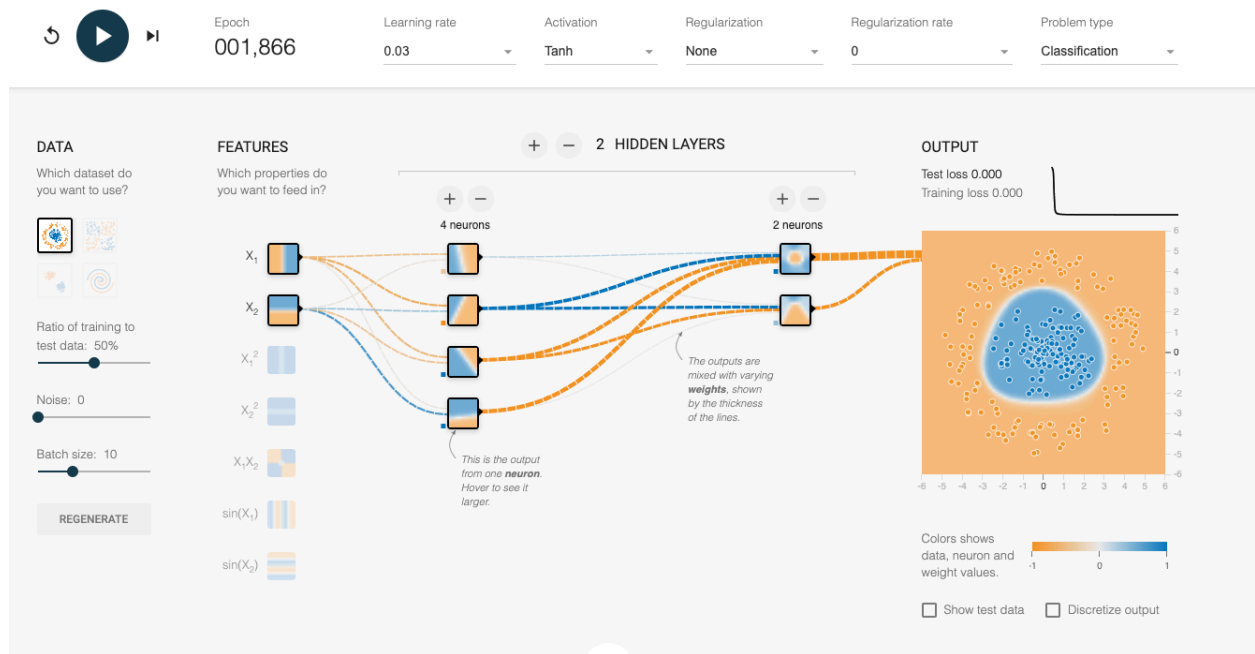 Epoch
001,866
Learning rate
0.03
Activation
Tanh
Regularization
None
Regularization rate
0
Problem type
Classification
DATA
Which dataset do
you want to use?
Ratio of training to
test data: 50%
Noise: 0
Batch size: 10
REGENERATE
FEATURES
Which properties do
you want to feed in?
X₁
X₂
X₁²
X₂²
X₁X₂
sin(X₁)
sin(X₂)
+ − 2 HIDDEN LAYERS
+ −
4 neurons
+ −
2 neurons
This is the output
from one neuron.
Hover to see it
larger.
The outputs are
mixed with varying
weights, shown
by the thickness
of the lines.
OUTPUT
Test loss 0.000
Training loss 0.000
6
5
4
3
2
1
0
-1
-2
-3
-4
-5
-6
-6 -5 -4 -3 -2 -1 0 1 2 3 4 5 6
Colors shows
data, neuron and
weight values.
-1 0 1
Show test data
Discretize output